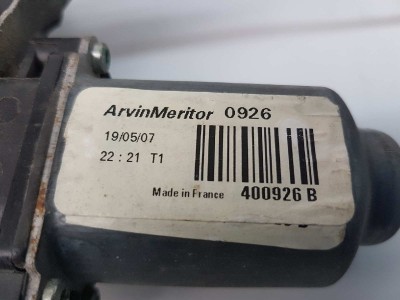 ArvinMeritor 0926
19/05/07
22 : 21 T1
Made in France 400926 B